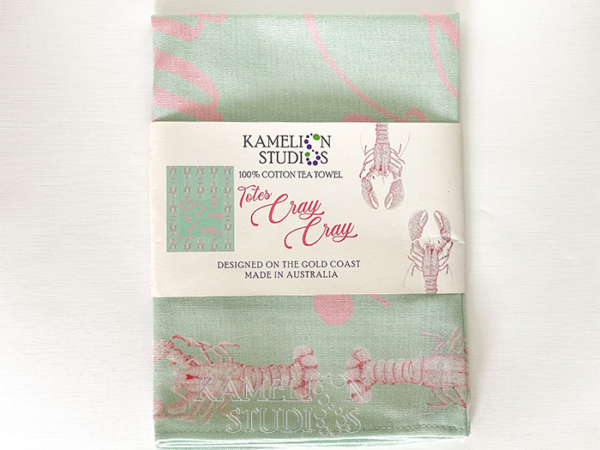 KAMELION
STUDIOS
100% COTTON TEA TOWEL
Totes
Cray
Cray
DESIGNED ON THE GOLD COAST
MADE IN AUSTRALIA
KAMELION
STUDIOS